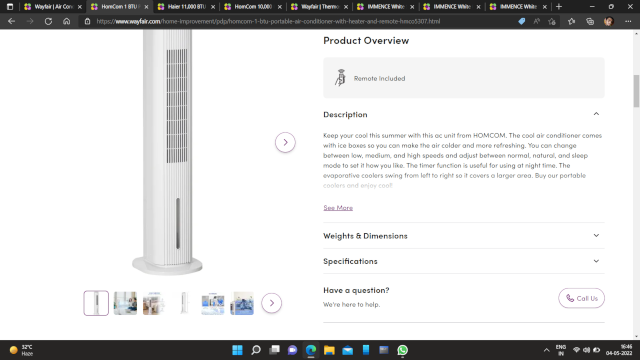 Wayfair | Air Con
HomCom 1 BTU
Haier 11,000 BTU
HomCom 10,000
Wayfair | Thermo
IMMENCE White
IMMENCE White
IMMENCE White
https://www.wayfair.com/home-improvement/pdp/homcom-1-btu-portable-air-conditioner-with-heater-and-remote-hmco5307.html
Product Overview
Remote Included
Description
Keep your cool this summer with this ac unit from HOMCOM. The cool air conditioner comes
with ice boxes so you can make the air colder and more refreshing. You can change
between low, medium, and high speeds and adjust between normal, natural, and sleep
mode to set it how you like. The timer function is useful for using at night time. The
evaporative coolers swing from left to right so it covers a larger area. Buy our portable
coolers and enjoy cool!
See More
Weights & Dimensions
Specifications
Have a question?
We're here to help.
Call Us
32°C
Haze
ENG
IN
16:46
04-05-2022